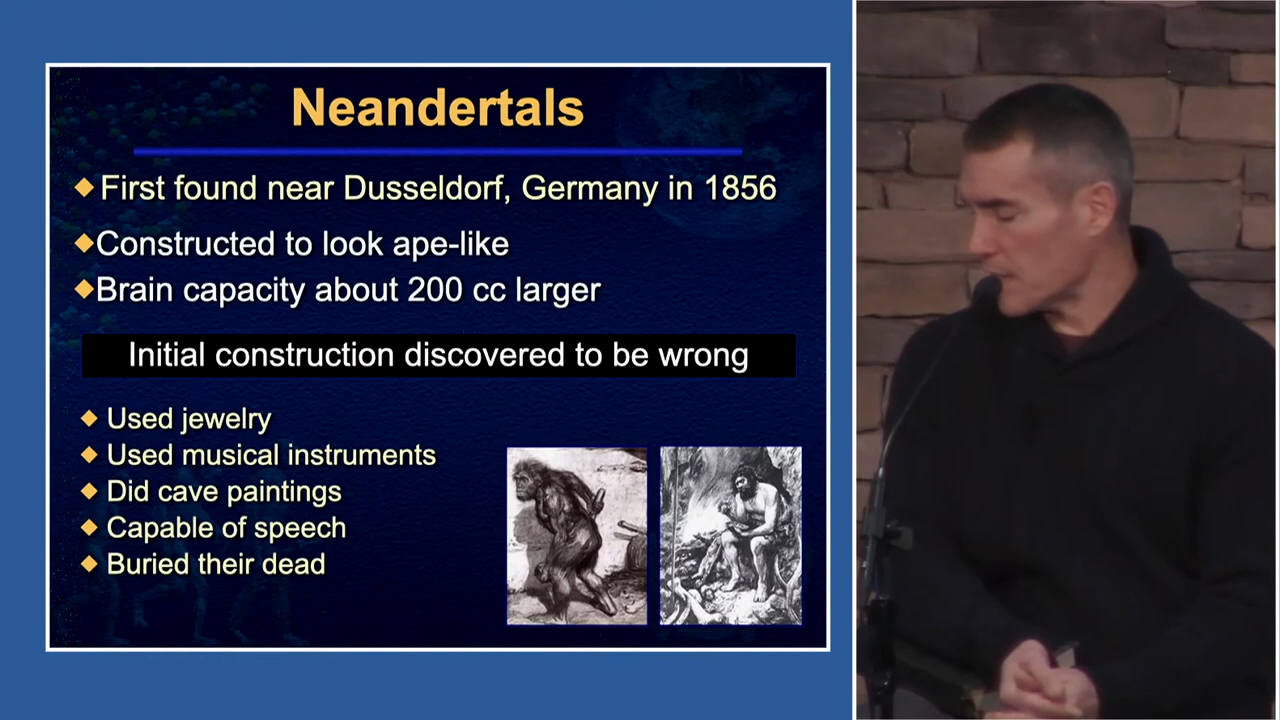 Neandertals
First found near Dusseldorf, Germany in 1856
Constructed to look ape-like
Brain capacity about 200 cc larger
Initial construction discovered to be wrong
Used jewelry
Used musical instruments
Did cave paintings
Capable of speech
Buried their dead